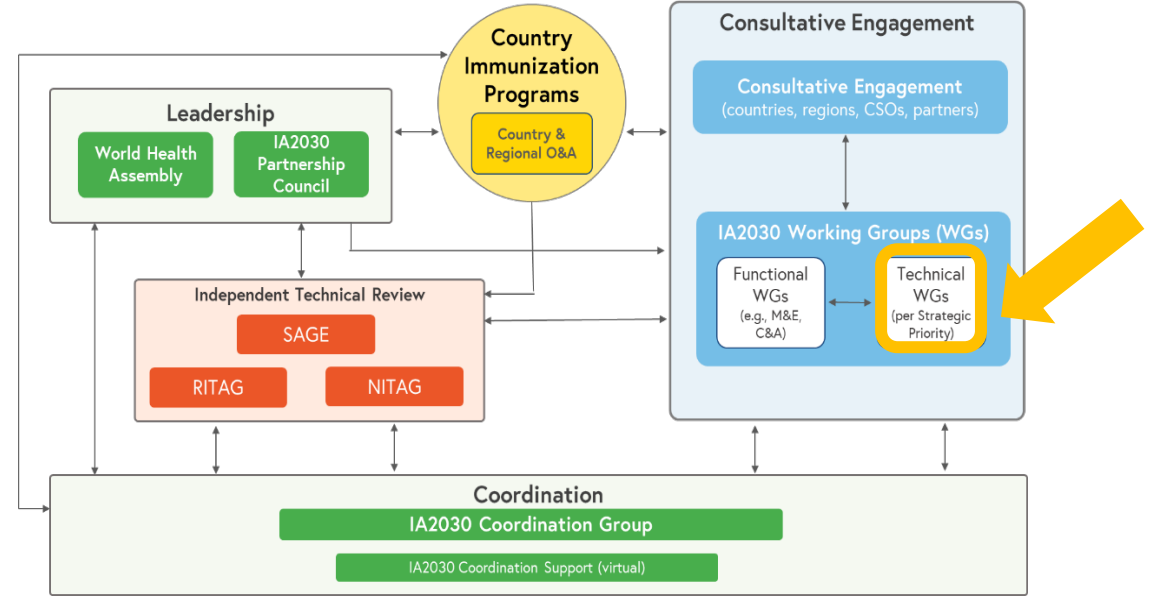 Country
Immunization
Programs
Country &
Regional O&A
Consultative Engagement
Consultative Engagement
(countries, regions, CSOs, partners)
IA2030 Working Groups (WGs)
Functional
WGs
(e.g., M&E,
C&A)
Technical
WGs
(per Strategic
Priority)
Leadership
World Health
Assembly
IA2030
Partnership
Council
Independent Technical Review
SAGE
RITAG
NITAG
Coordination
IA2030 Coordination Group
IA2030 Coordination Support (virtual)